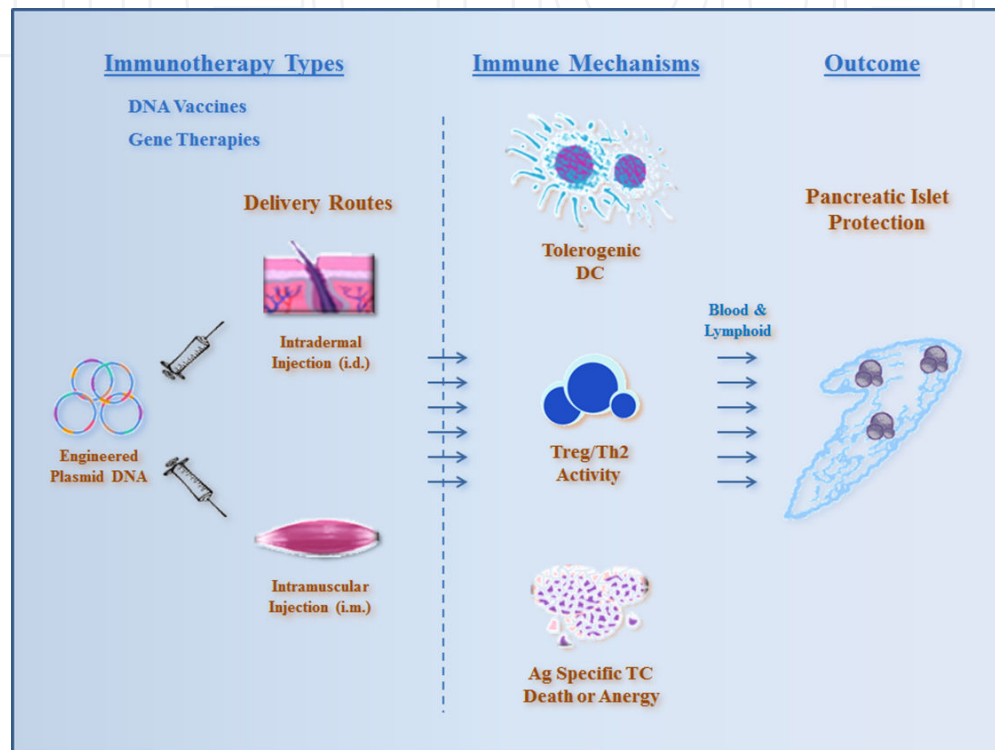 Immunotherapy Types
DNA Vaccines
Gene Therapies
Delivery Routes
Intradermal
Injection (i.d.)
Engineered
Plasmid DNA
Intramuscular
Injection (i.m.)
Immune Mechanisms
Tolerogenic
DC
Treg/Th2
Activity
Ag Specific TC
Death or Anergy
Blood &
Lymphoid
Outcome
Pancreatic Islet
Protection